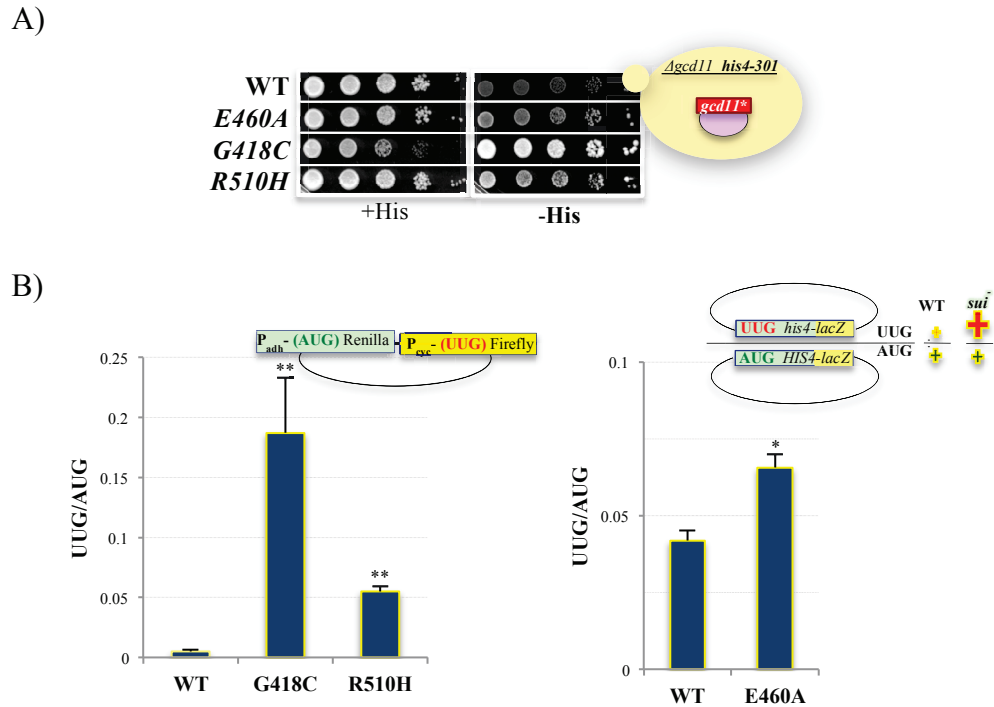 A)
Δgcd11 his4-301
gcd11*
WT
E460A
G418C
R510H
+His
-His
B)
P adh- (AUG) Renilla
P cyc- (UUG) Firefly
UUG/AUG
0.25
0.2
0.15
0.1
0.05
0
**
**
WT
G418C
R510H
UUG his4-lacZ
AUG HIS4-lacZ
UUG
AUG
WT
sui-
+
+
+
+
UUG/AUG
0.1
0.05
0
*
WT
E460A